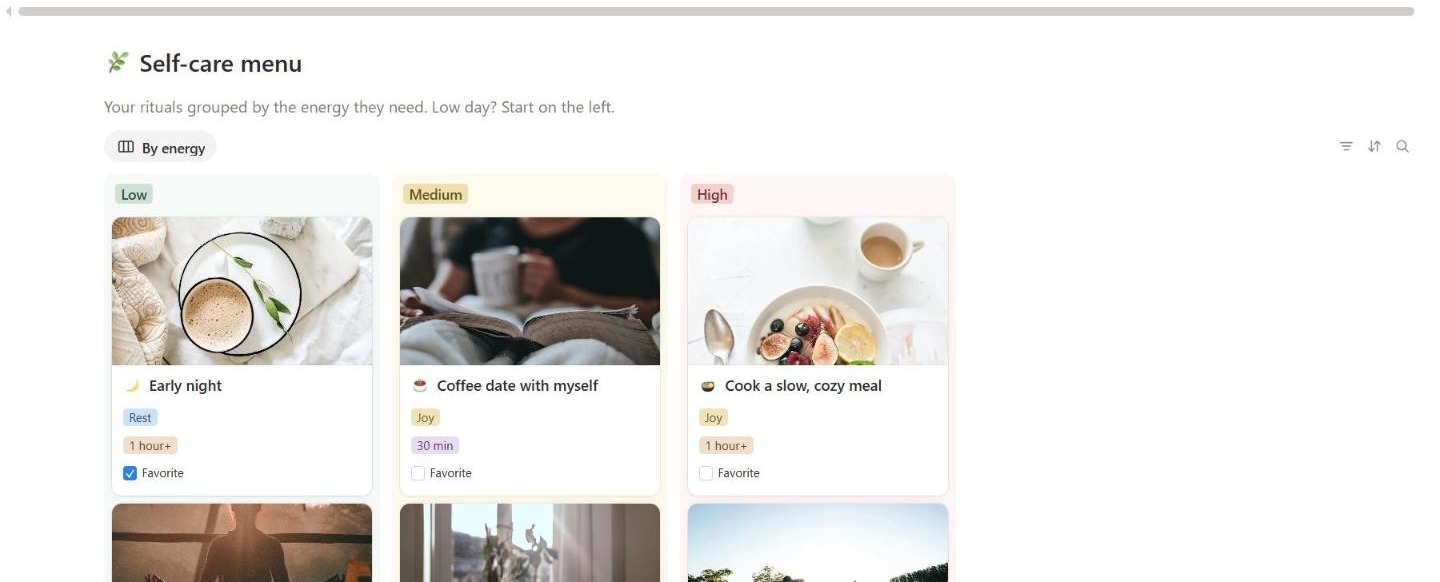 Self-care menu
Your rituals grouped by the energy they need. Low day? Start on the left.
By energy
Low
Early night
Rest
1 hour+
Favorite
Medium
Coffee date with myself
Joy
30 min
Favorite
High
Cook a slow, cozy meal
Joy
1 hour+
Favorite